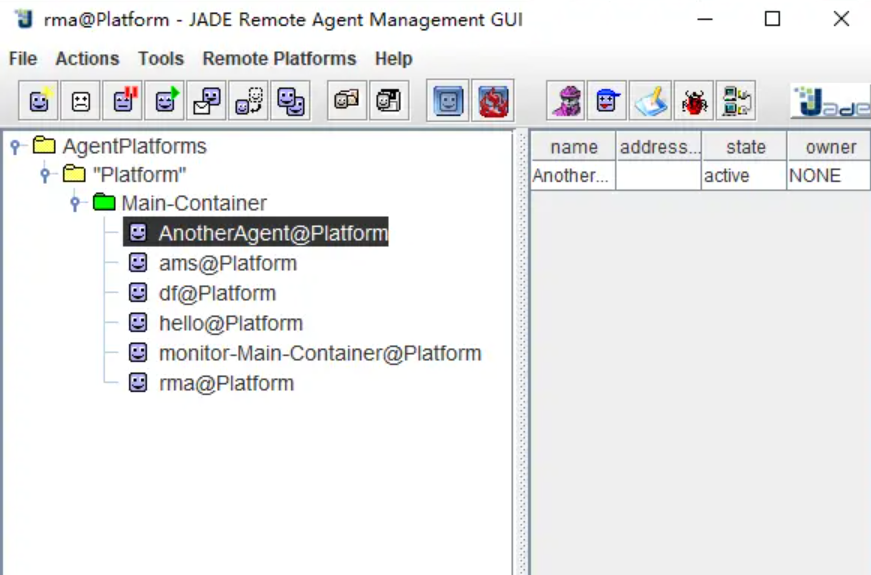 rma@Platform - JADE Remote Agent Management GUI
File Actions Tools Remote Platforms Help
Jade
AgentPlatforms
"Platform"
Main-Container
AnotherAgent@Platform
ams@Platform
df@Platform
hello@Platform
monitor-Main-Container@Platform
rma@Platform
name address... state owner
Another... active NONE